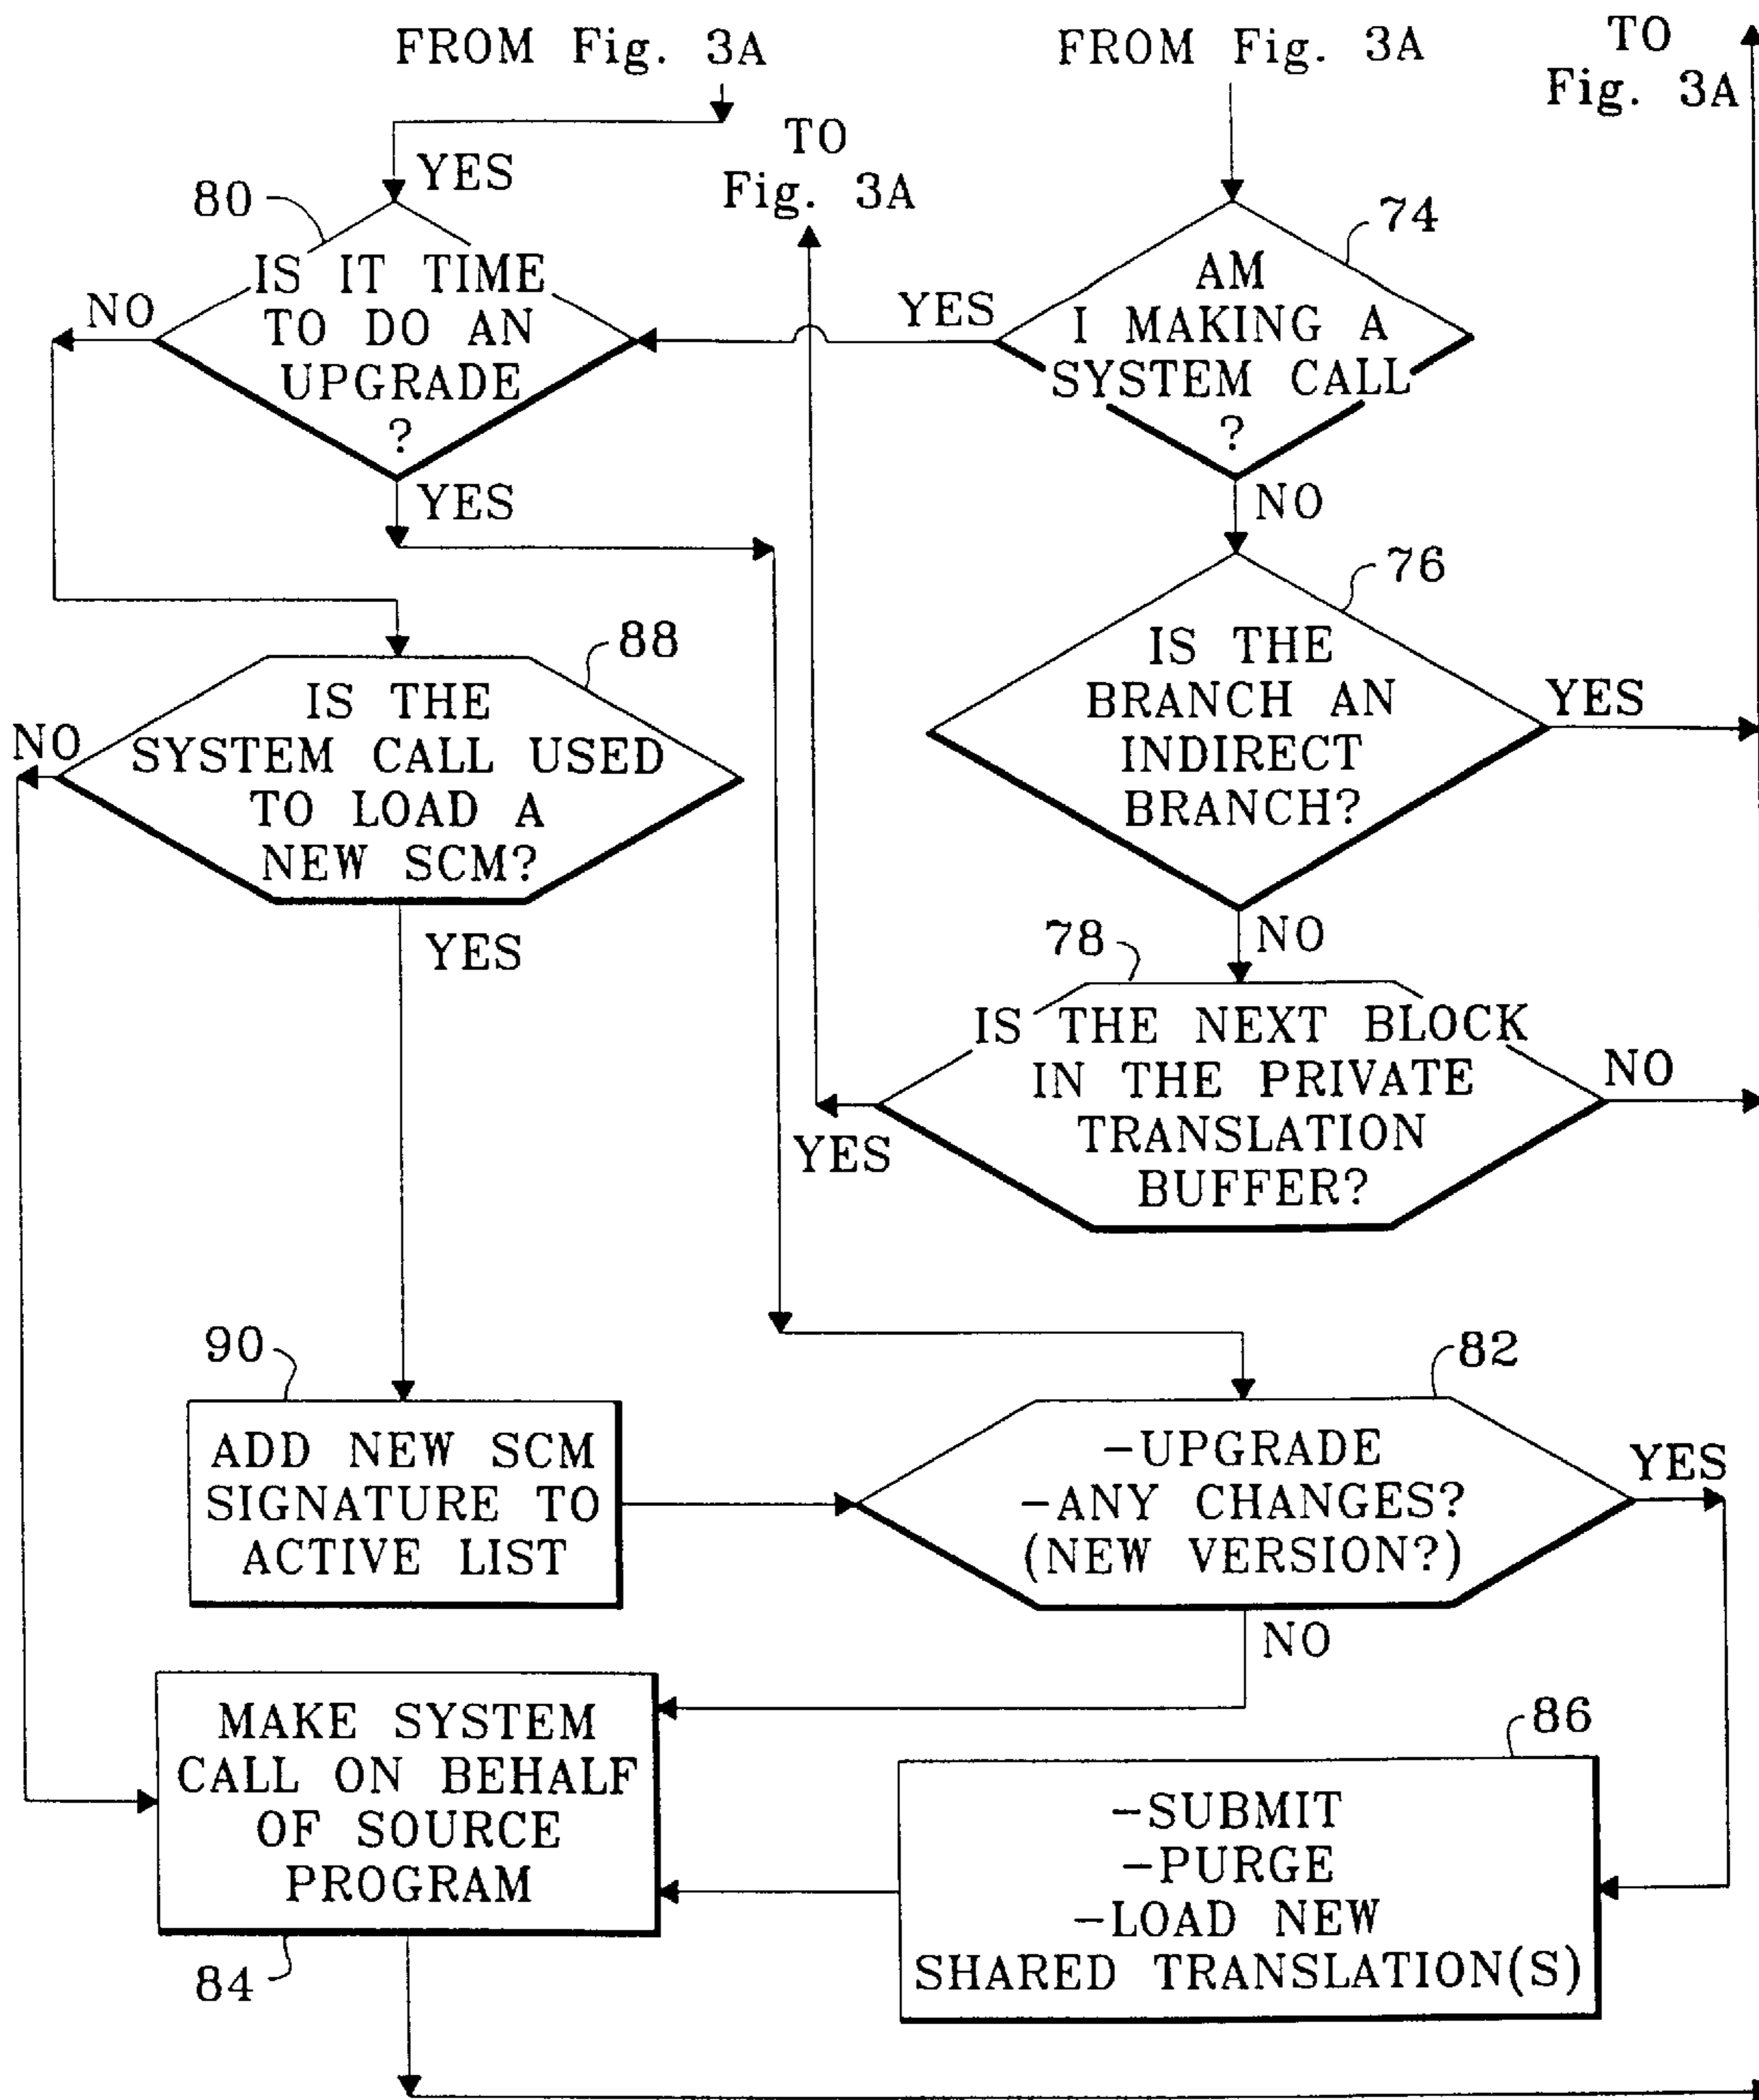 FROM Fig. 3A
FROM Fig. 3A
TO
Fig. 3A
TO
Fig. 3A
YES
80
IS IT TIME
TO DO AN
UPGRADE
?
NO
YES
74
AM
I MAKING A
SYSTEM CALL
?
YES
NO
76
IS THE
BRANCH AN
INDIRECT
BRANCH?
YES
NO
88
IS THE
SYSTEM CALL USED
TO LOAD A
NEW SCM?
NO
YES
78
IS THE NEXT BLOCK
IN THE PRIVATE
TRANSLATION
BUFFER?
YES
NO
90
ADD NEW SCM
SIGNATURE TO
ACTIVE LIST
82
-UPGRADE
-ANY CHANGES?
(NEW VERSION?)
YES
NO
MAKE SYSTEM
CALL ON BEHALF
OF SOURCE
PROGRAM
84
86
-SUBMIT
-PURGE
-LOAD NEW
SHARED TRANSLATION(S)